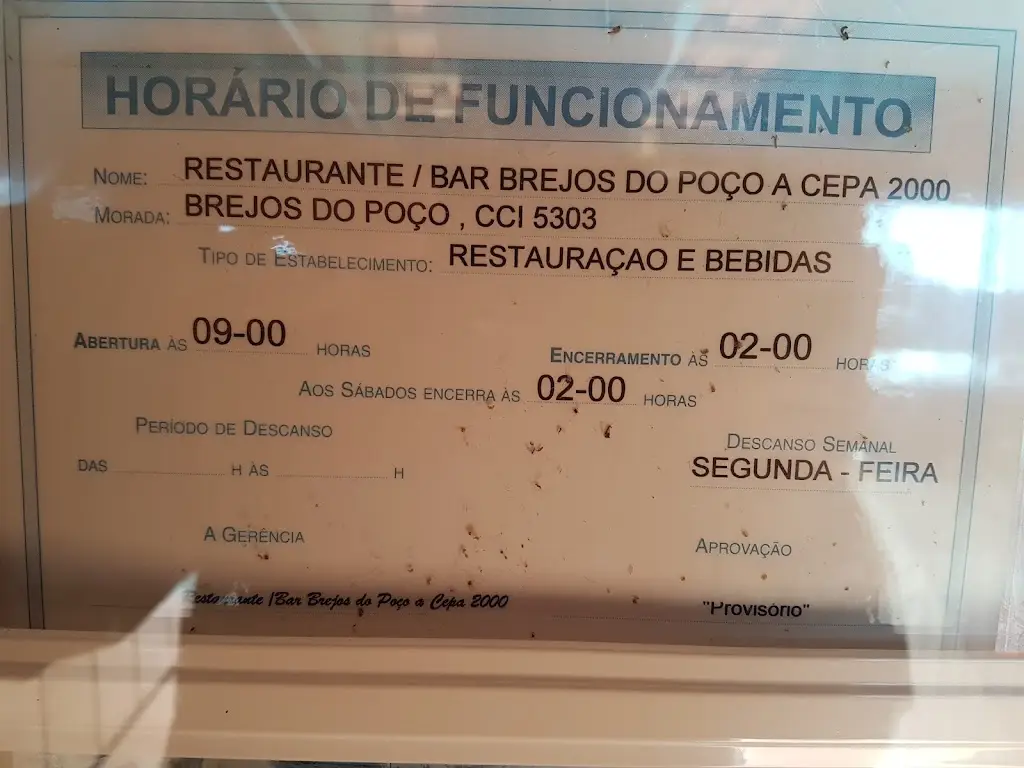 HORÁRIO DE FUNCIONAMENTO
NOME: RESTAURANTE / BAR BREJOS DO POÇO A CEPA 2000
MORADA: BREJOS DO POÇO , CCI 5303
TIPO DE ESTABELECIMENTO: RESTAURAÇAO E BEBIDAS
ABERTURA ÀS 09-00 HORAS ENCERRAMENTO ÀS 02-00 HORAS
AOS SÁBADOS ENCERRA ÀS 02-00 HORAS
PERÍODO DE DESCANSO DESCANSO SEMANAL
DAS H ÀS H SEGUNDA - FEIRA
A GERÊNCIA APROVAÇÃO
Restaurante /Bar Brejos do Poço a Cepa 2000 "Provisório"